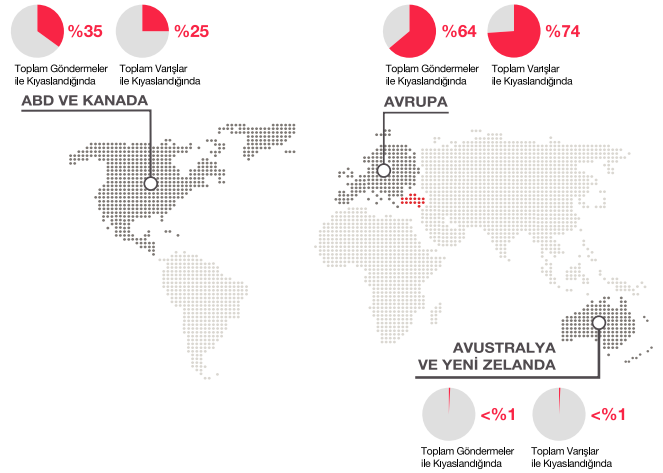 %35
%25
Toplam Göndermeler
ile Kıyaslandığında
Toplam Varışlar
ile Kıyaslandığında
ABD VE KANADA
%64
%74
Toplam Göndermeler
ile Kıyaslandığında
Toplam Varışlar
ile Kıyaslandığında
AVRUPA
AVUSTRALYA
VE YENİ ZELANDA
<%1
<%1
Toplam Göndermeler
ile Kıyaslandığında
Toplam Varışlar
ile Kıyaslandığında